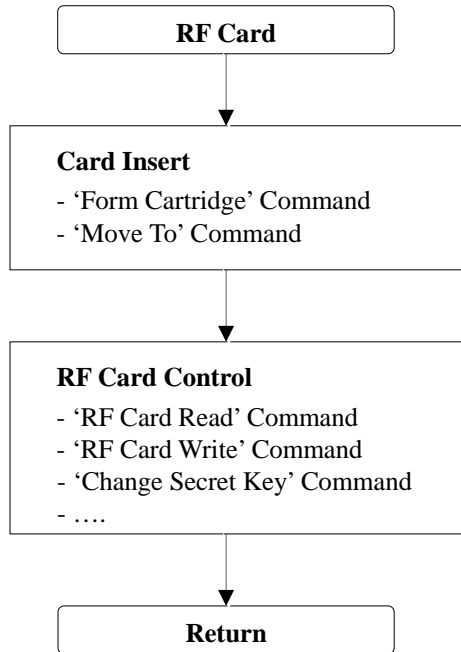 RF Card
Card Insert
- ‘Form Cartridge’ Command
- ‘Move To’ Command
RF Card Control
- ‘RF Card Read’ Command
- ‘RF Card Write’ Command
- ‘Change Secret Key’ Command
- ….
Return